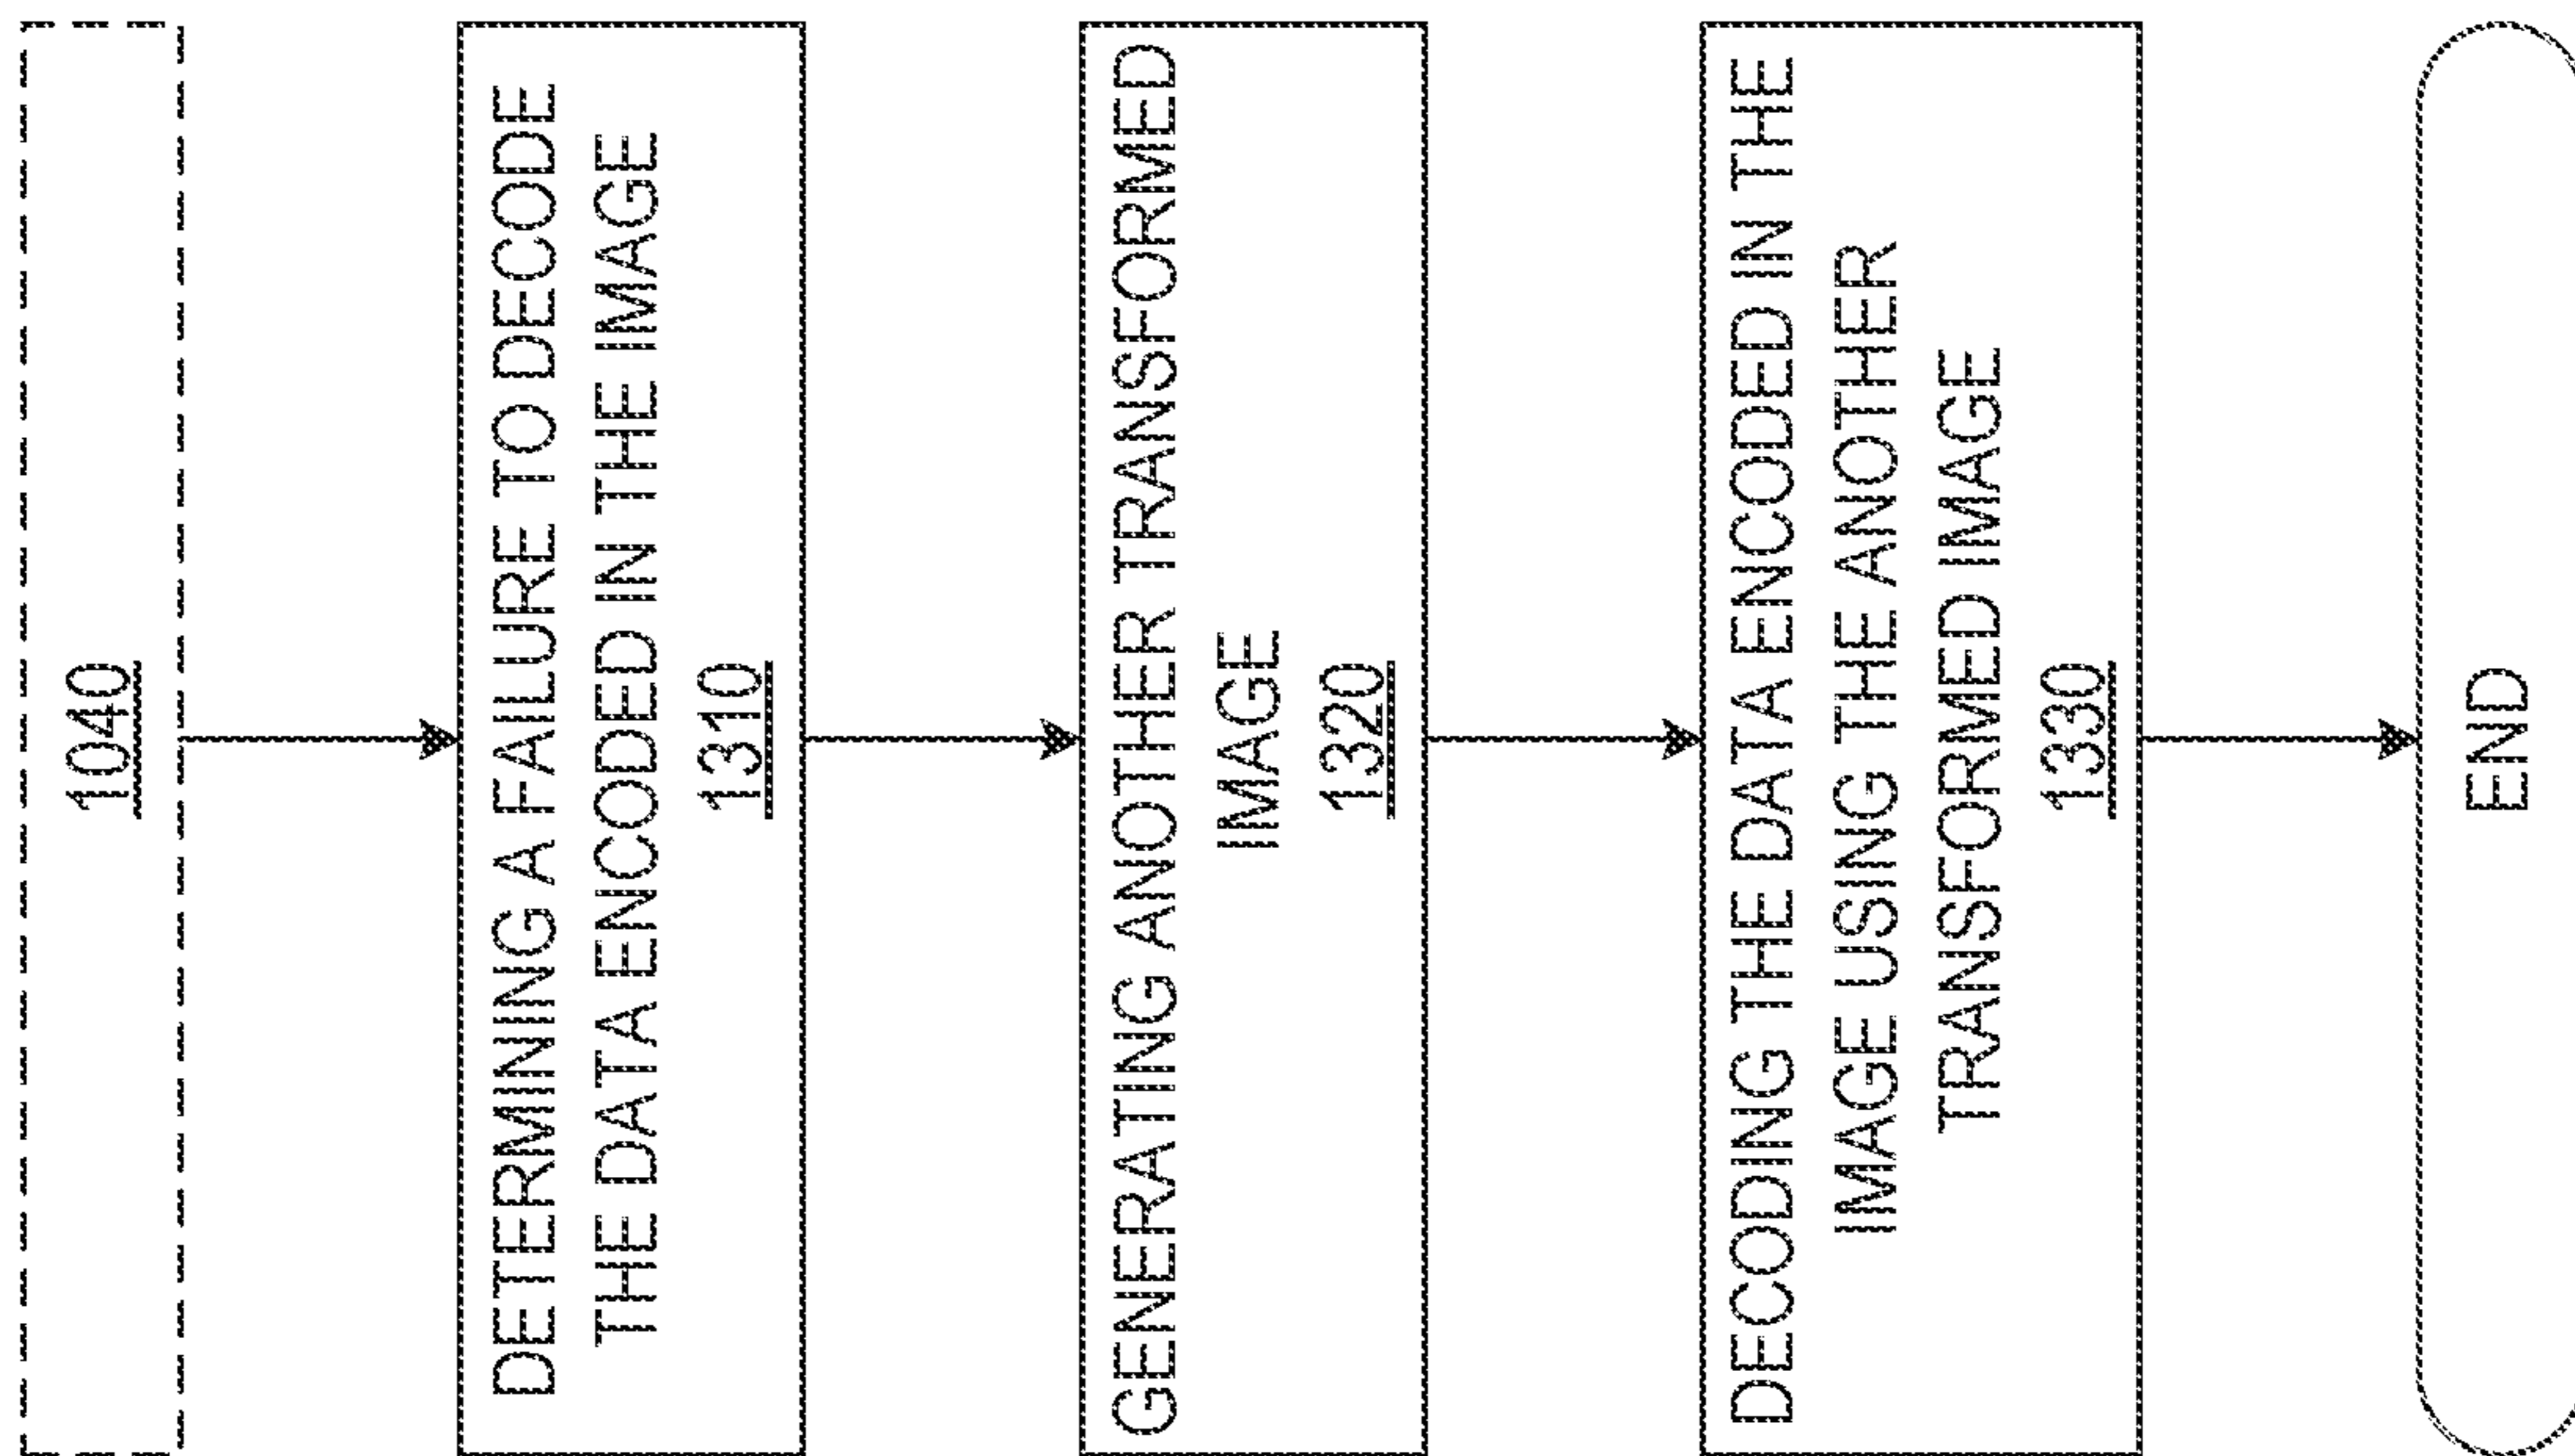 1040
DETERMINING A FAILURE TO DECODE
THE DATA ENCODED IN THE IMAGE
1310
GENERATING ANOTHER TRANSFORMED
IMAGE
1320
DECODING THE DATA ENCODED IN THE
IMAGE USING THE ANOTHER
TRANSFORMED IMAGE
1330
END